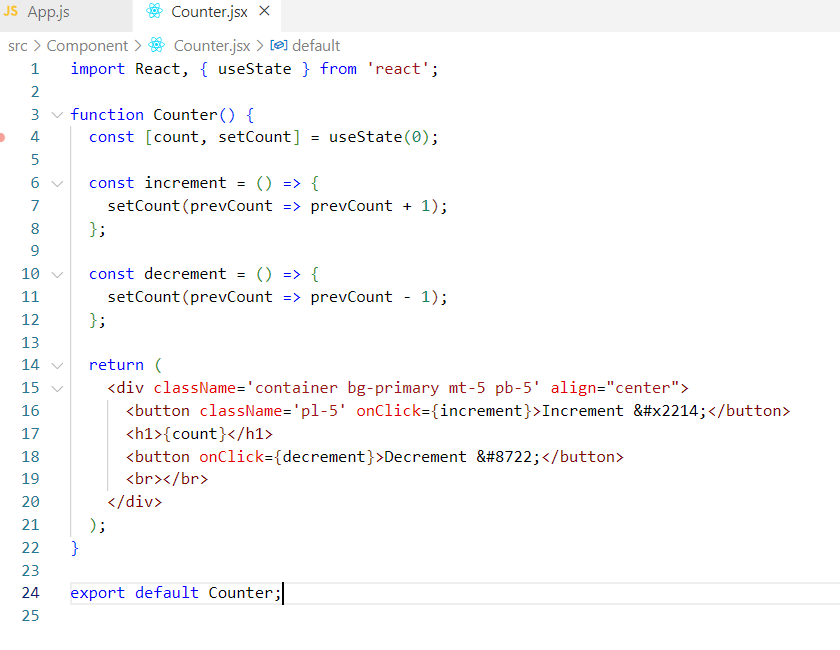 JS App.js Counter.jsx ×
src > Component > Counter.jsx > default
1 import React, { useState } from 'react';
2
3 function Counter() {
4   const [count, setCount] = useState(0);
5
6   const increment = () => {
7     setCount(prevCount => prevCount + 1);
8   };
9
10   const decrement = () => {
11     setCount(prevCount => prevCount - 1);
12   };
13
14   return (
15     <div className='container bg-primary mt-5 pb-5' align="center">
16       <button className='pl-5' onClick={increment}>Increment &#x2214;</button>
17       <h1>{count}</h1>
18       <button onClick={decrement}>Decrement &#8722;</button>
19       <br></br>
20     </div>
21   );
22 }
23
24 export default Counter;
25